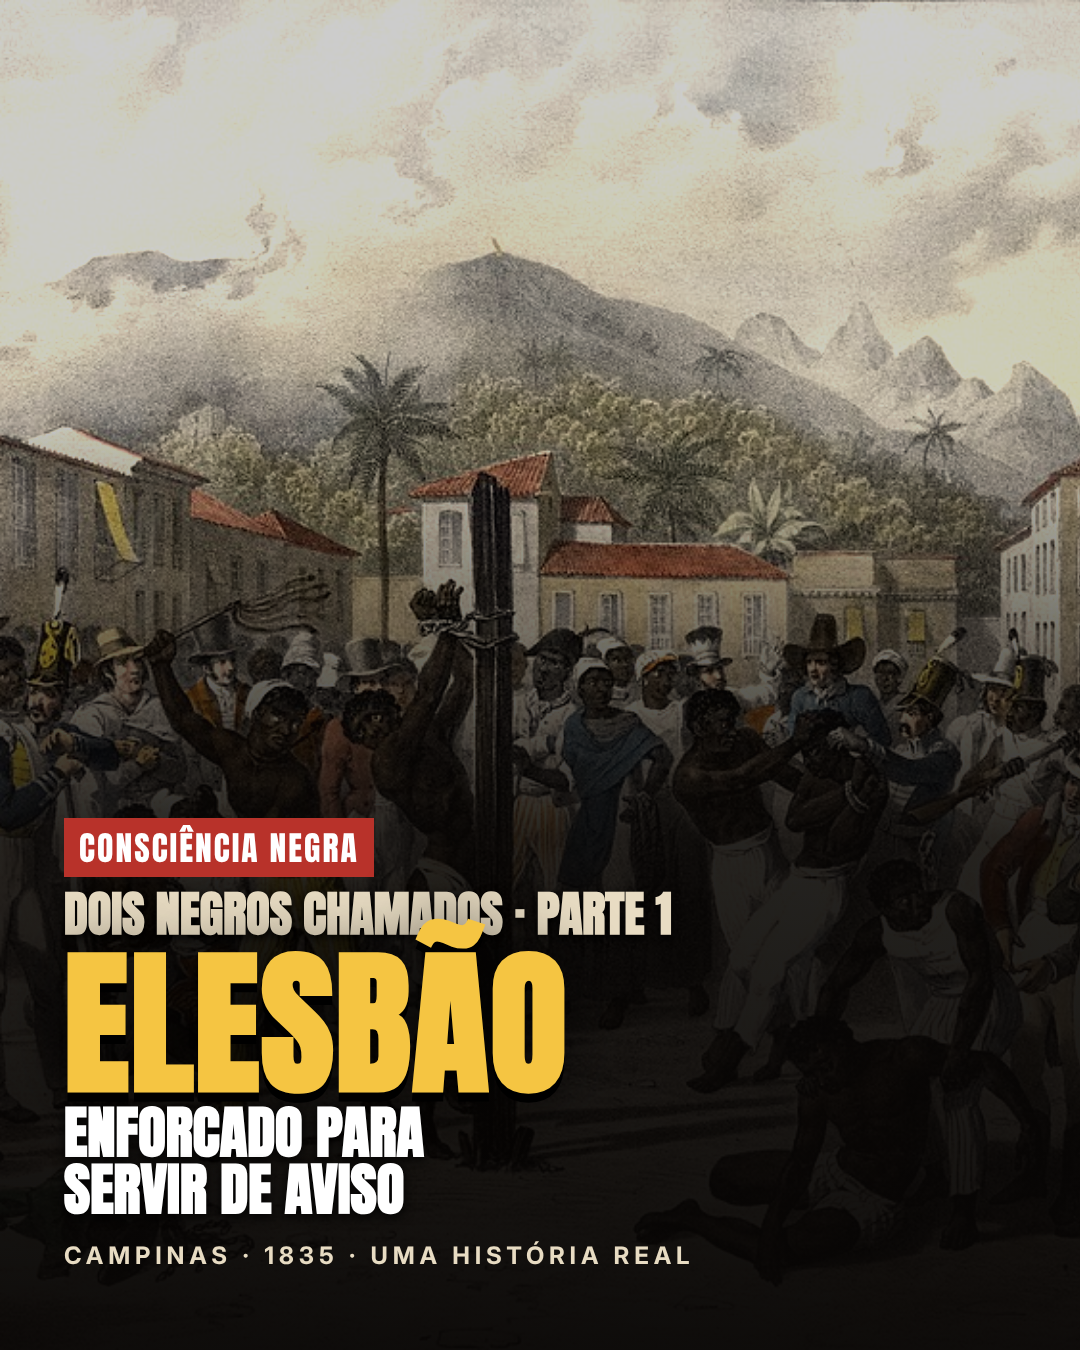 CONSCIÊNCIA NEGRA
DOIS NEGROS CHAMADOS · PARTE 1
ELESBÃO
ENFORCADO PARA
SERVIR DE AVISO
CAMPINAS · 1835 · UMA HISTÓRIA REAL